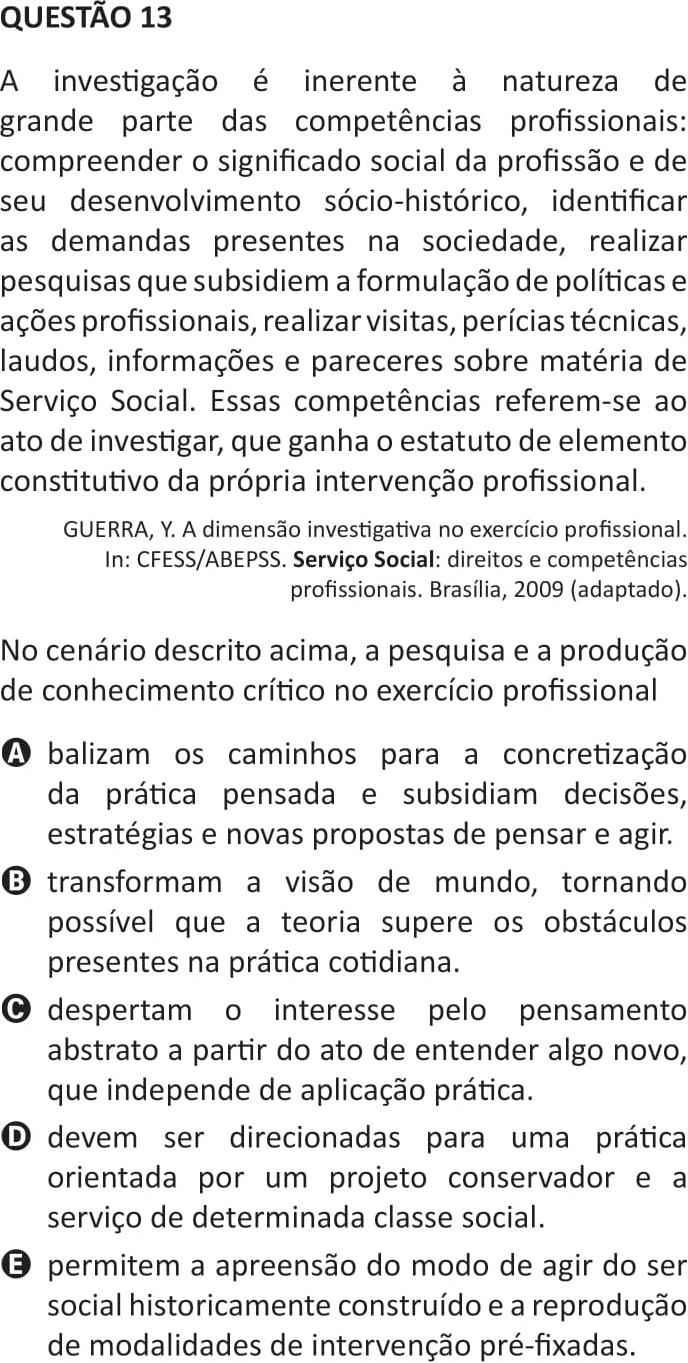 QUESTÃO 13
A investigação é inerente à natureza de
grande parte das competências profissionais:
compreender o significado social da profissão e de
seu desenvolvimento sócio-histórico, identificar
as demandas presentes na sociedade, realizar
pesquisas que subsidiem a formulação de políticas e
ações profissionais, realizar visitas, perícias técnicas,
laudos, informações e pareceres sobre matéria de
Serviço Social. Essas competências referem-se ao
ato de investigar, que ganha o estatuto de elemento
constitutivo da própria intervenção profissional.
GUERRA, Y. A dimensão investigativa no exercício profissional.
In: CFESS/ABEPSS. Serviço Social: direitos e competências
profissionais. Brasília, 2009 (adaptado).
No cenário descrito acima, a pesquisa e a produção
de conhecimento crítico no exercício profissional
A balizam os caminhos para a concretização
da prática pensada e subsidiam decisões,
estratégias e novas propostas de pensar e agir.
B transformam a visão de mundo, tornando
possível que a teoria supere os obstáculos
presentes na prática cotidiana.
C despertam o interesse pelo pensamento
abstrato a partir do ato de entender algo novo,
que independe de aplicação prática.
D devem ser direcionadas para uma prática
orientada por um projeto conservador e a
serviço de determinada classe social.
E permitem a apreensão do modo de agir do ser
social historicamente construído e a reprodução
de modalidades de intervenção pré-fixadas.